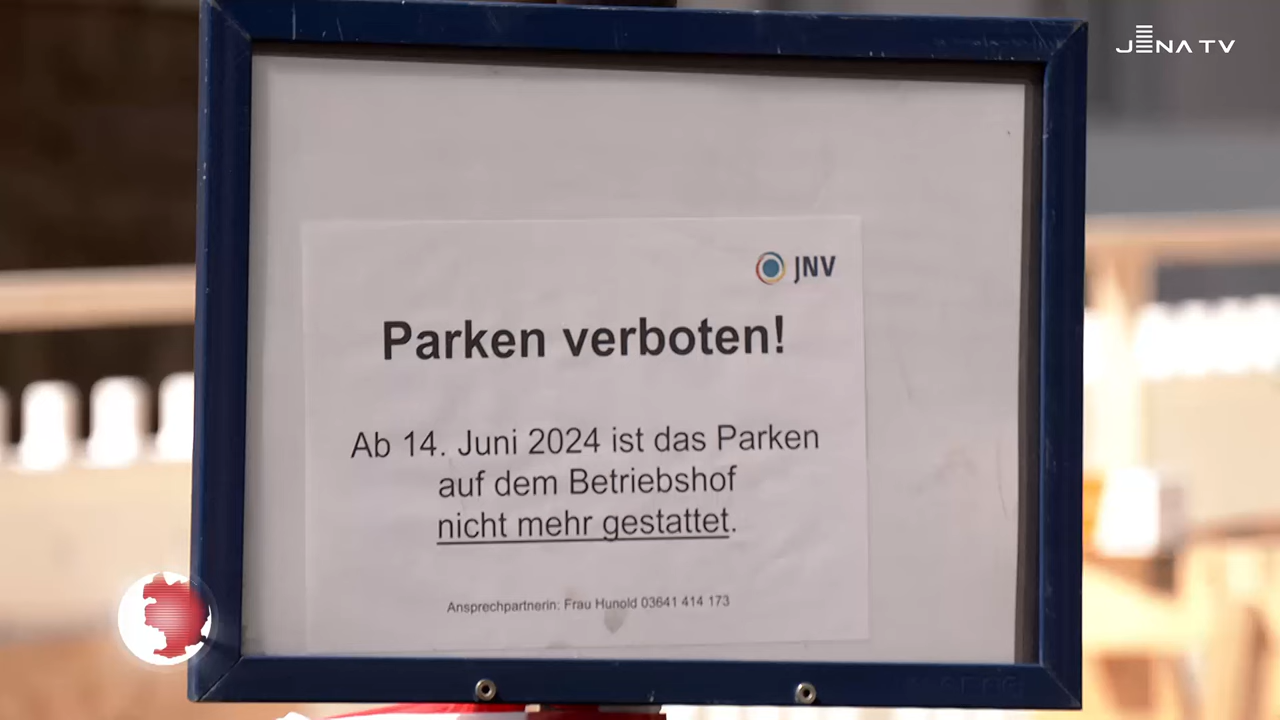 JENA TV
JNV
Parken verboten!
Ab 14. Juni 2024 ist das Parken
auf dem Betriebshof
nicht mehr gestattet.
Ansprechpartnerin: Frau Hunold 03641 414 173